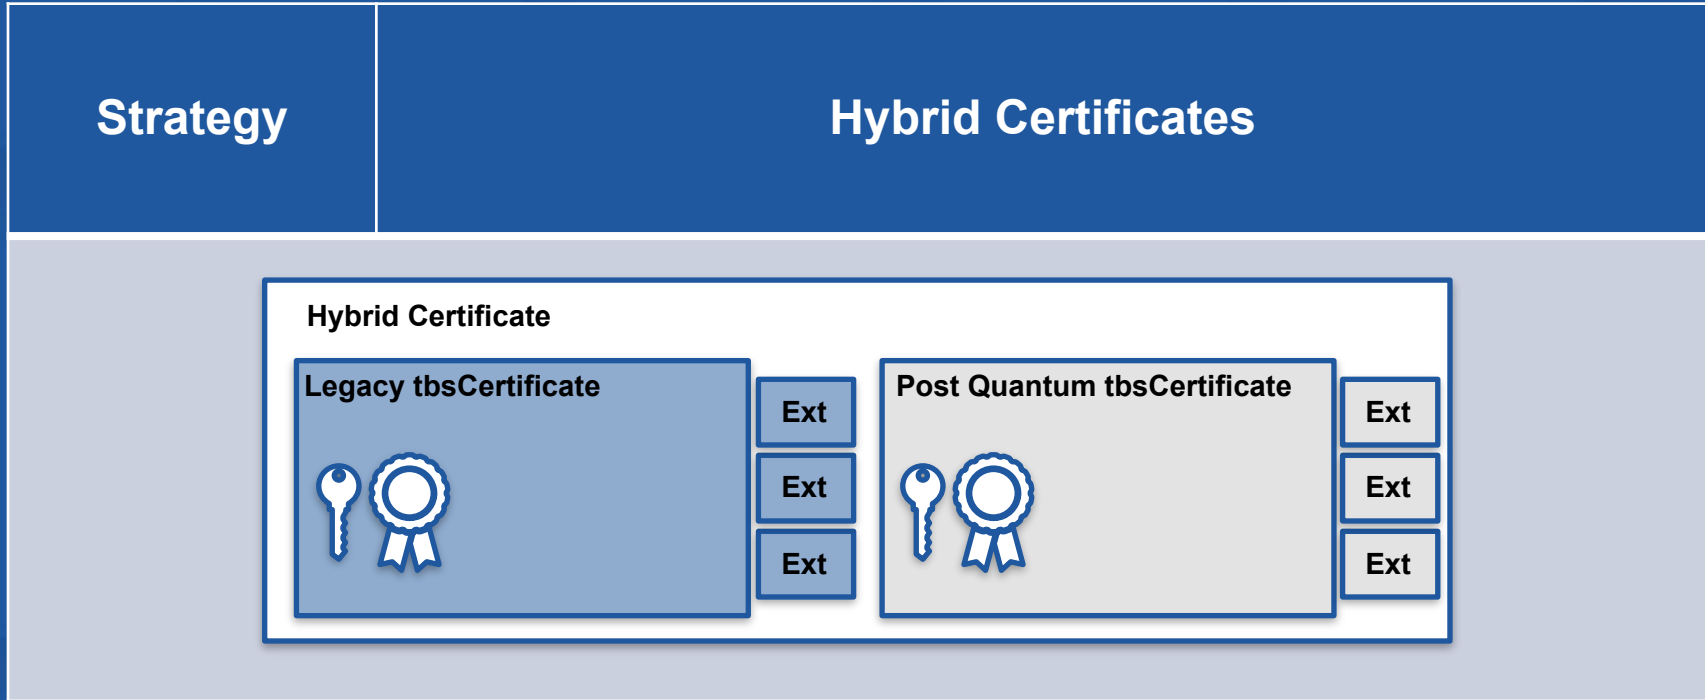 Strategy
Hybrid Certificates
Hybrid Certificate
Legacy tbsCertificate
Ext
Ext
Ext
Post Quantum tbsCertificate
Ext
Ext
Ext